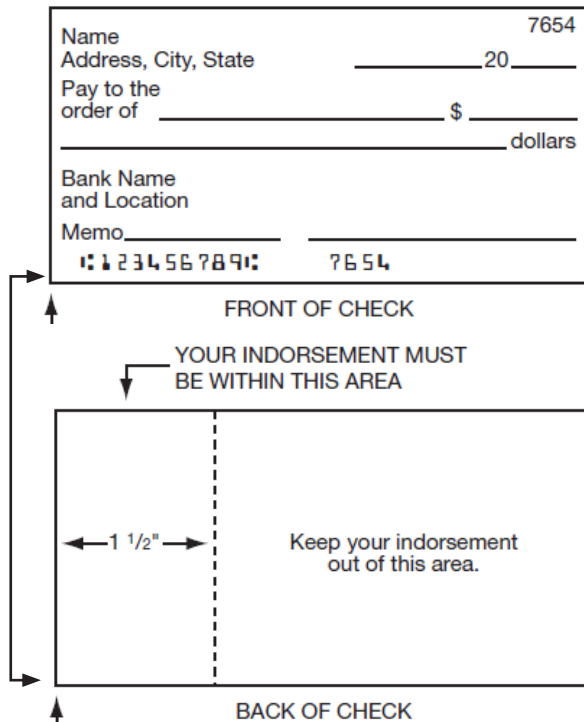 7654
Name
Address, City, State 20
Pay to the
order of $
dollars
Bank Name
and Location
Memo
⑆123456789⑆ 7654
FRONT OF CHECK
YOUR INDORSEMENT MUST
BE WITHIN THIS AREA
1 1/2"
Keep your indorsement
out of this area.
BACK OF CHECK